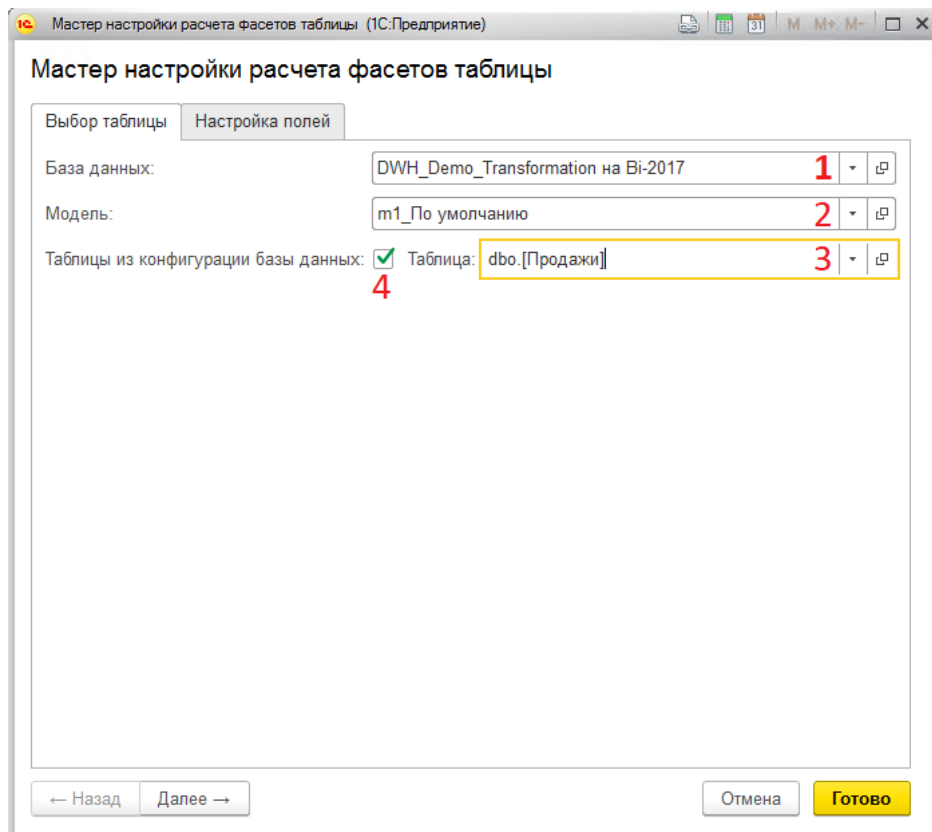 1С Мастер настройки расчета фасетов таблицы (1С:Предприятие) 31 M M+ M-
Мастер настройки расчета фасетов таблицы
Выбор таблицы Настройка полей
База данных: DWH_Demo_Transformation на Bi-2017 1
Модель: m1_По умолчанию 2
Таблицы из конфигурации базы данных: Таблица: dbo.[Продажи] 3
4
← Назад Далее → Отмена Готово